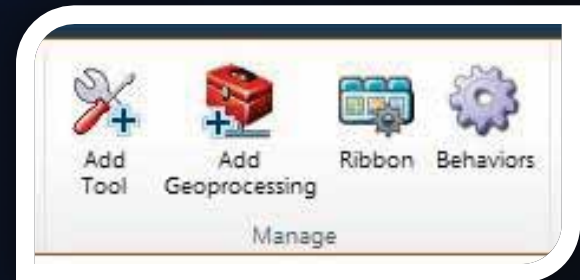 Add Tool
Add Geoprocessing
Ribbon
Behaviors
Manage